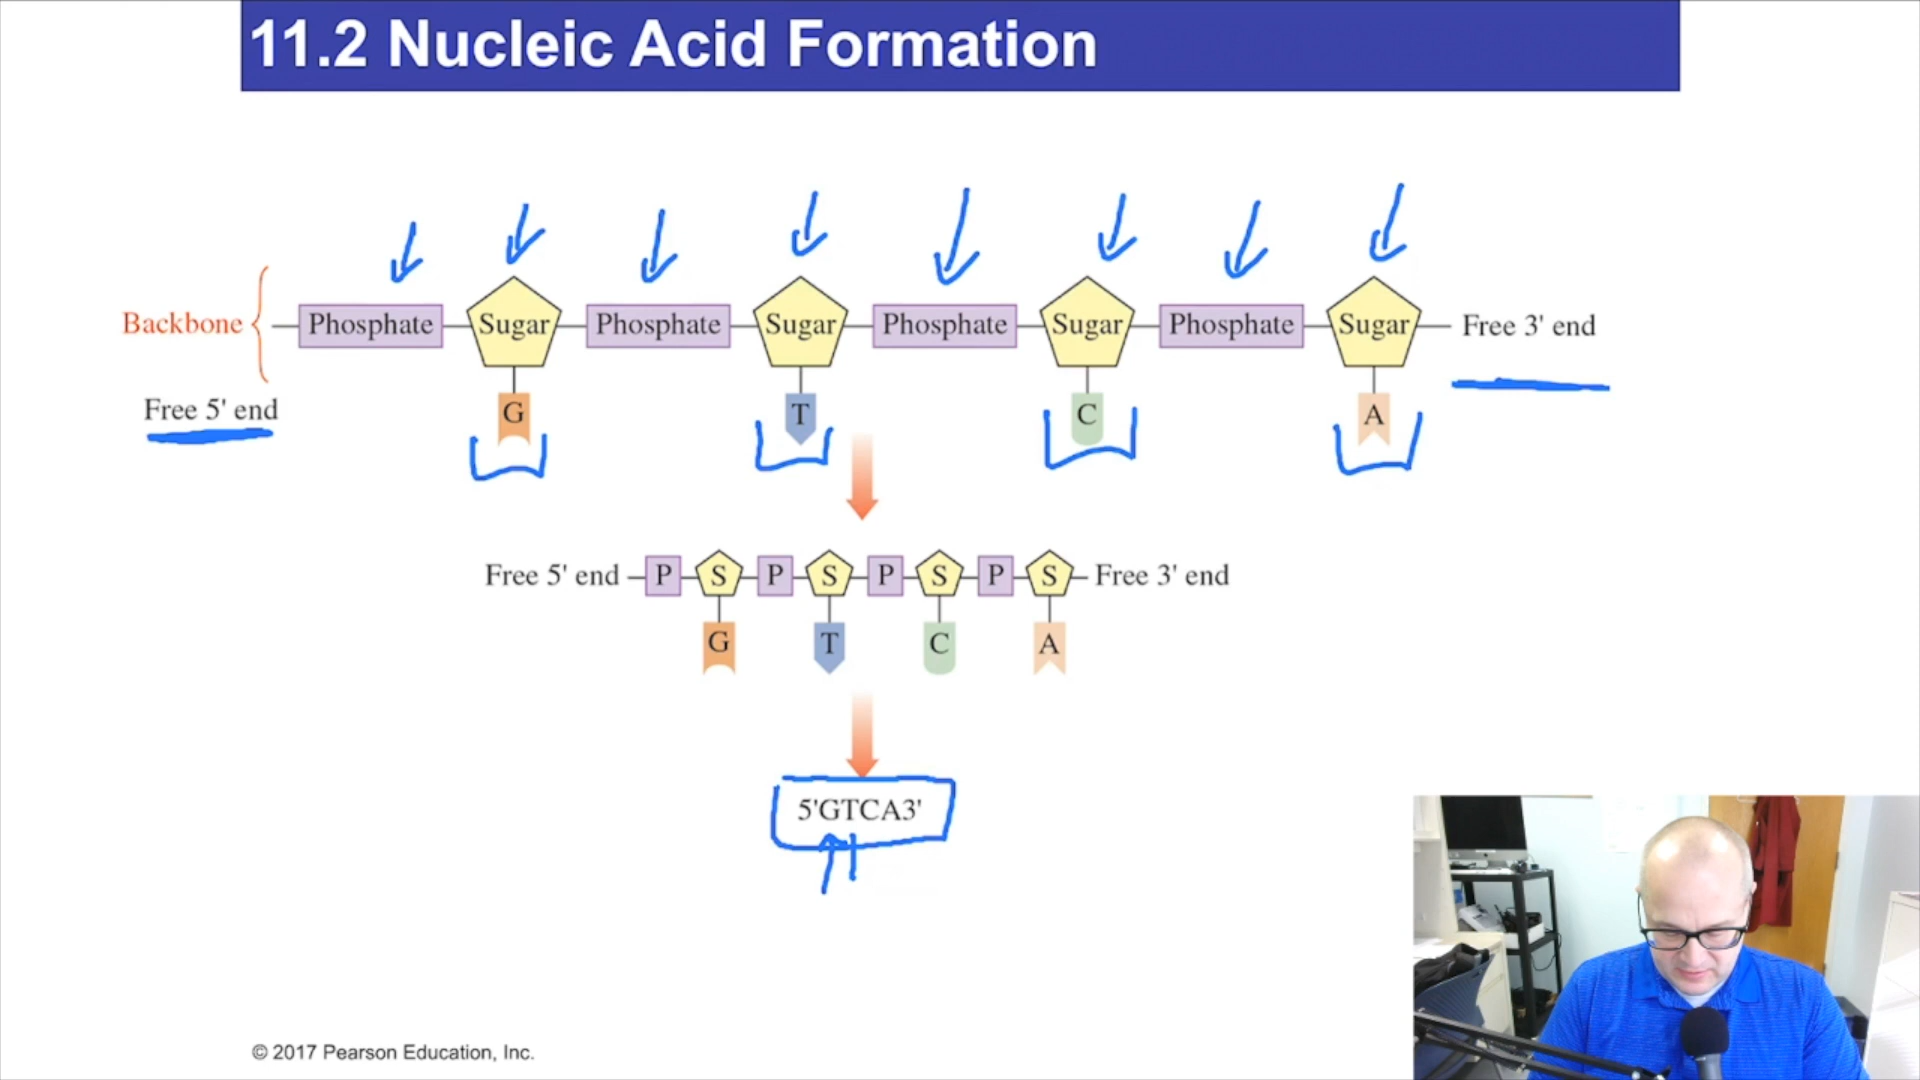 11.2 Nucleic Acid Formation
Backbone Phosphate Sugar Phosphate Sugar Phosphate Sugar Phosphate Sugar Free 3' end
Free 5' end G T C A
Free 5' end P S P S P S P S Free 3' end
G T C A
5'GTCA3'
© 2017 Pearson Education, Inc.